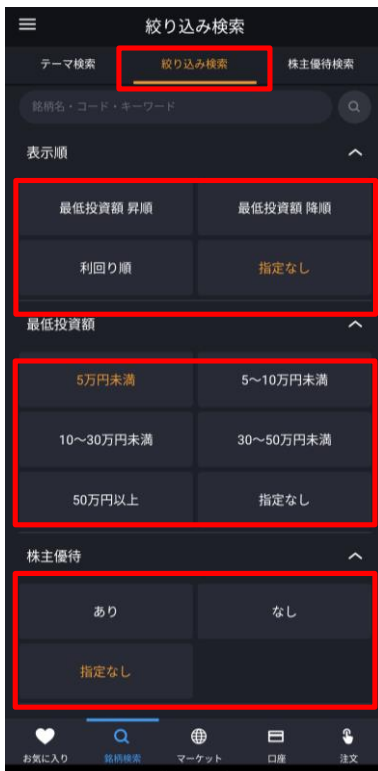 絞り込み検索
テーマ検索 絞り込み検索 株主優待検索
銘柄名・コード・キーワード
表示順
最低投資額 昇順 最低投資額 降順
利回り順 指定なし
最低投資額
5万円未満 5〜10万円未満
10〜30万円未満 30〜50万円未満
50万円以上 指定なし
株主優待
あり なし
指定なし
お気に入り 銘柄検索 マーケット 口座 注文